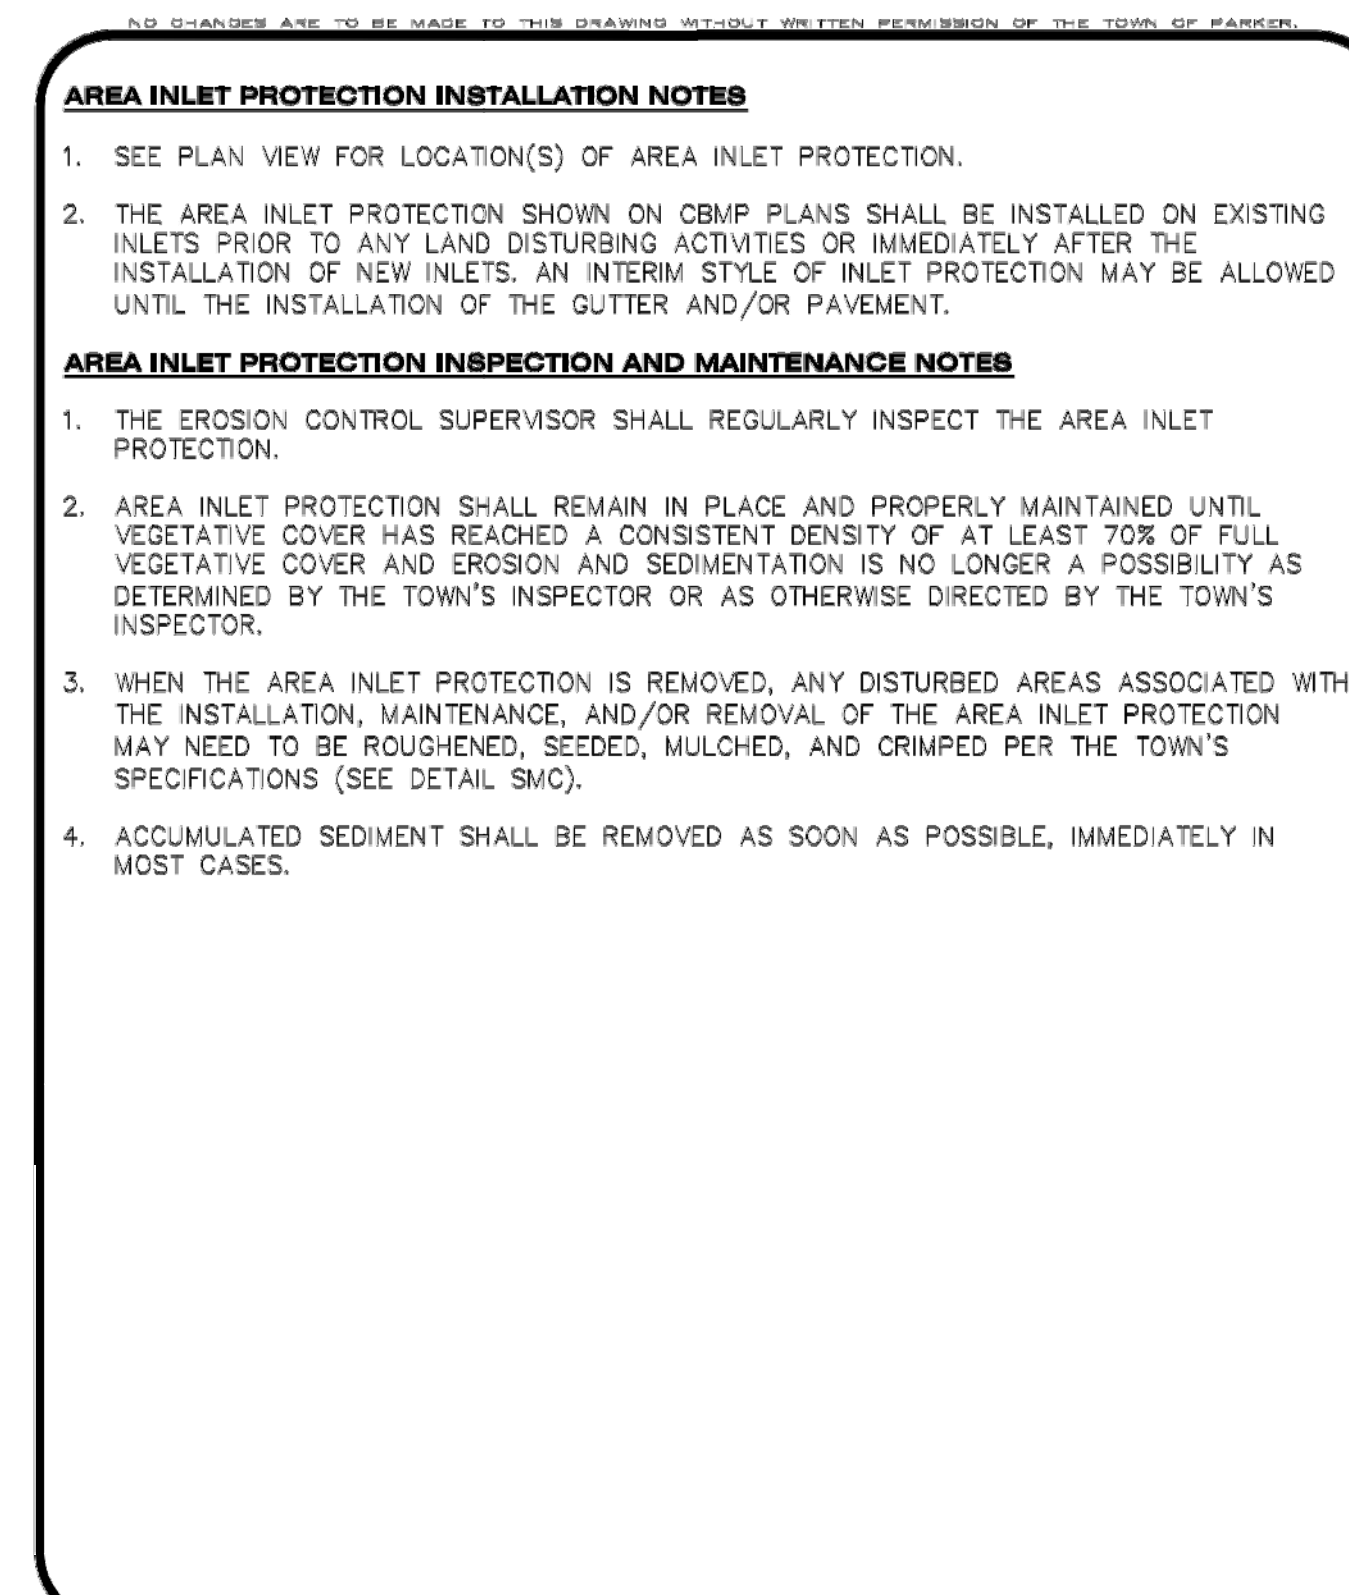 NO CHANGES ARE TO BE MADE TO THIS DRAWING WITHOUT WRITTEN PERMISSION OF THE TOWN OF PARKER.
AREA INLET PROTECTION INSTALLATION NOTES
1. SEE PLAN VIEW FOR LOCATION(S) OF AREA INLET PROTECTION.
2. THE AREA INLET PROTECTION SHOWN ON CBMP PLANS SHALL BE INSTALLED ON EXISTING
INLETS PRIOR TO ANY LAND DISTURBING ACTIVITIES OR IMMEDIATELY AFTER THE
INSTALLATION OF NEW INLETS. AN INTERIM STYLE OF INLET PROTECTION MAY BE ALLOWED
UNTIL THE INSTALLATION OF THE GUTTER AND/OR PAVEMENT.
AREA INLET PROTECTION INSPECTION AND MAINTENANCE NOTES
1. THE EROSION CONTROL SUPERVISOR SHALL REGULARLY INSPECT THE AREA INLET
PROTECTION.
2. AREA INLET PROTECTION SHALL REMAIN IN PLACE AND PROPERLY MAINTAINED UNTIL
VEGETATIVE COVER HAS REACHED A CONSISTENT DENSITY OF AT LEAST 70% OF FULL
VEGETATIVE COVER AND EROSION AND SEDIMENTATION IS NO LONGER A POSSIBILITY AS
DETERMINED BY THE TOWN'S INSPECTOR OR AS OTHERWISE DIRECTED BY THE TOWN'S
INSPECTOR.
3. WHEN THE AREA INLET PROTECTION IS REMOVED, ANY DISTURBED AREAS ASSOCIATED WITH
THE INSTALLATION, MAINTENANCE, AND/OR REMOVAL OF THE AREA INLET PROTECTION
MAY NEED TO BE ROUGHENED, SEEDED, MULCHED, AND CRIMPED PER THE TOWN'S
SPECIFICATIONS (SEE DETAIL SMC).
4. ACCUMULATED SEDIMENT SHALL BE REMOVED AS SOON AS POSSIBLE, IMMEDIATELY IN
MOST CASES.